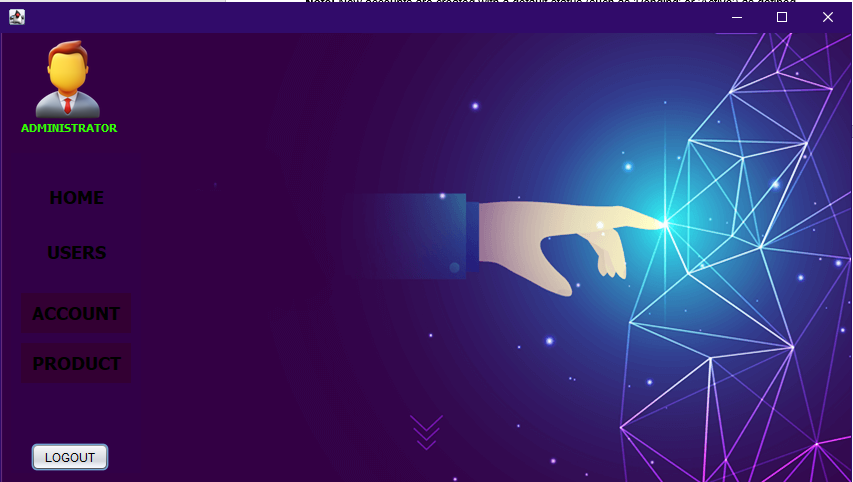 ADMINISTRATOR
HOME
USERS
ACCOUNT
PRODUCT
LOGOUT